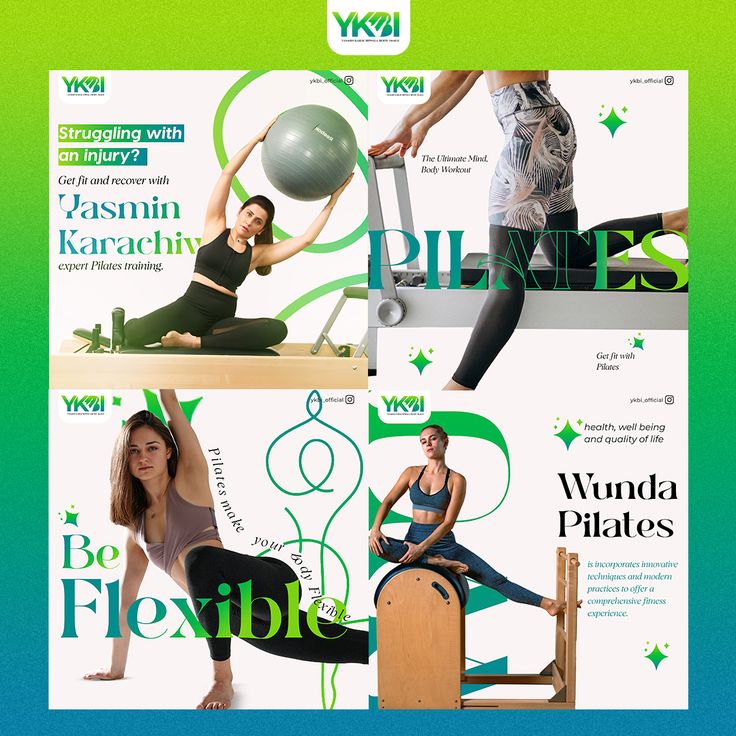 YKBI
YKBI
ykbi_official
Struggling with
an injury?
Get fit and recover with
Yasmin
Karachiw
expert Pilates training.
YKBI
ykbi_official
The Ultimate Mind,
Body Workout
PILATES
Get fit with
Pilates
YKBI
ykbi_official
Pilates make your body Flexible
Be
Flexible
YKBI
ykbi_official
health, well being
and quality of life
Wunda
Pilates
is incorporates innovative
techniques and modern
practices to offer a
comprehensive fitness
experience.